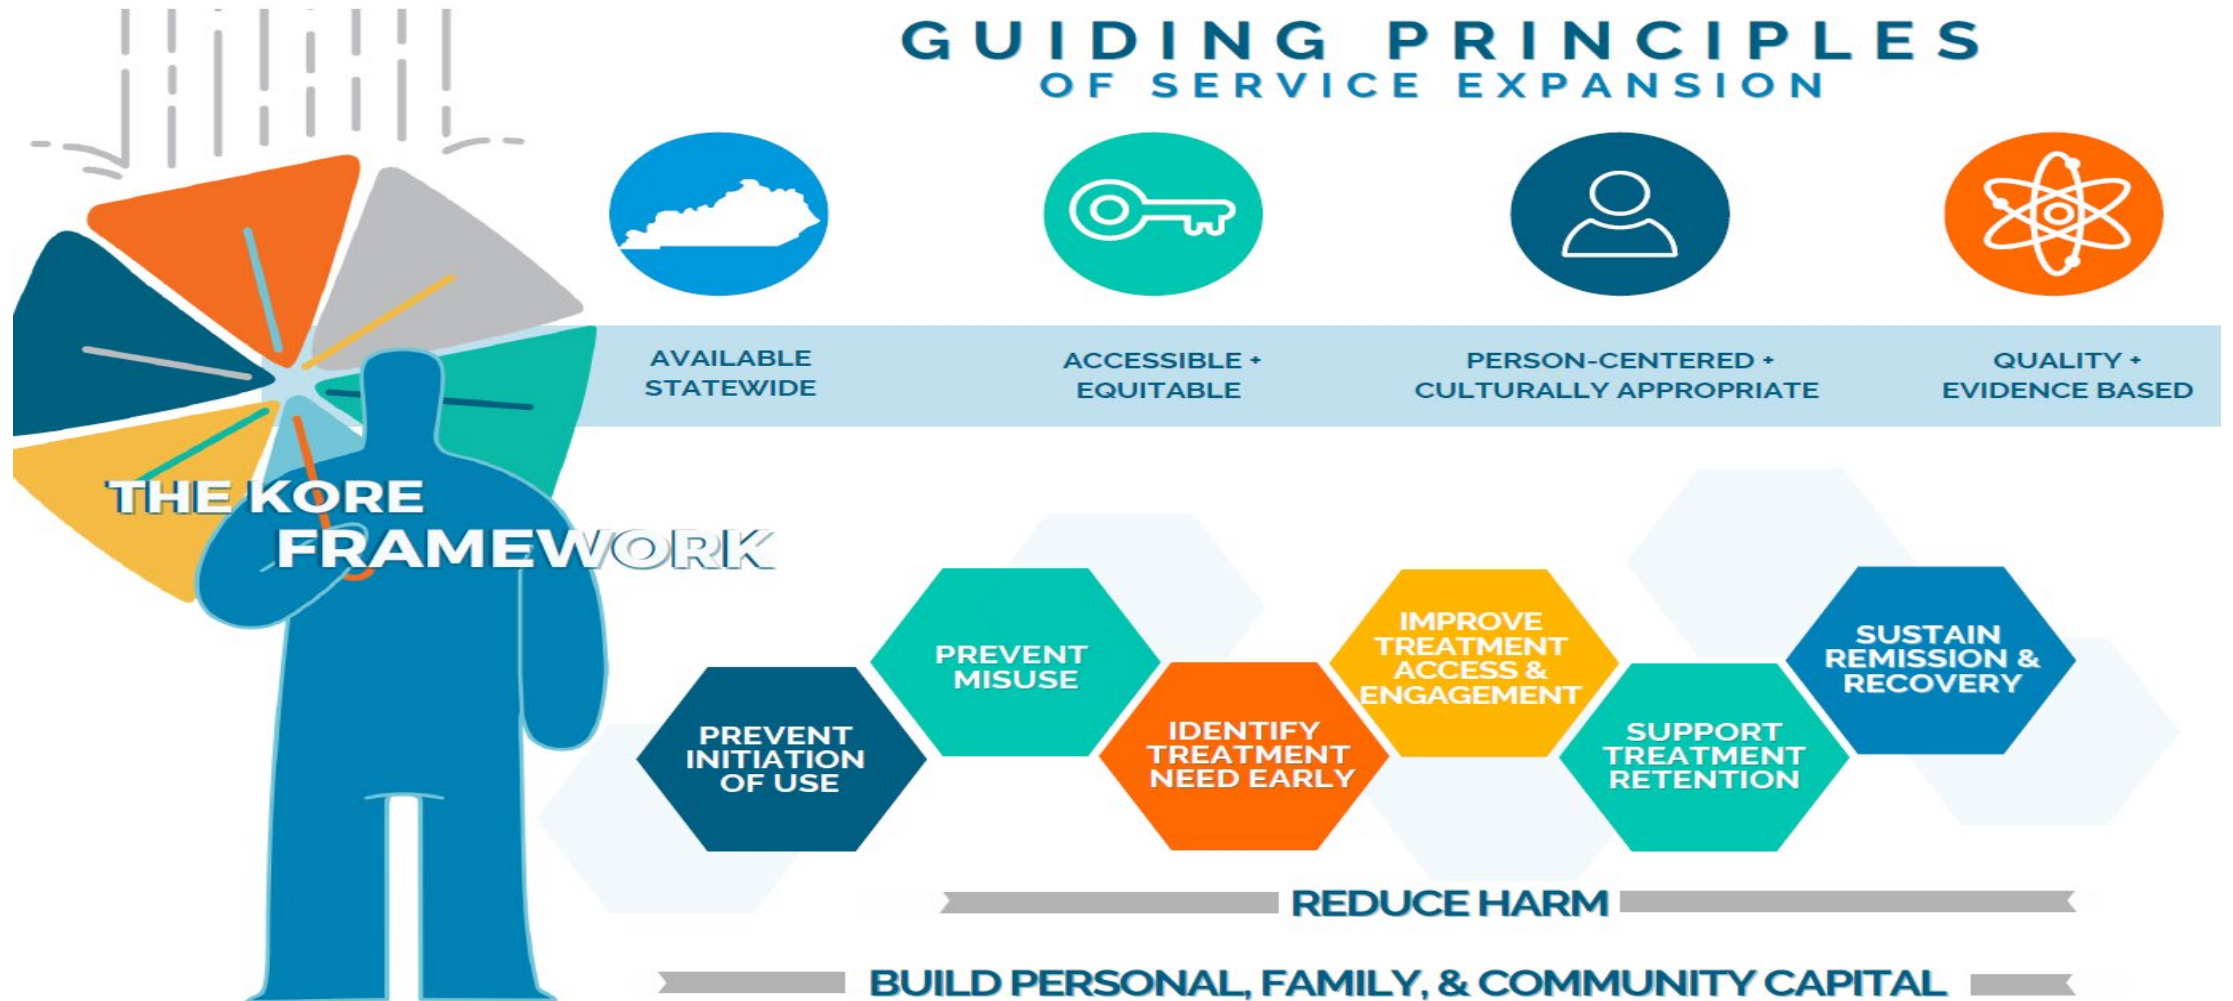 GUIDING PRINCIPLES
OF SERVICE EXPANSION
AVAILABLE
STATEWIDE
ACCESSIBLE +
EQUITABLE
PERSON-CENTERED +
CULTURALLY APPROPRIATE
QUALITY +
EVIDENCE BASED
THE KORE
FRAMEWORK
PREVENT
INITIATION
OF USE
PREVENT
MISUSE
IDENTIFY
TREATMENT
NEED EARLY
IMPROVE
TREATMENT
ACCESS &
ENGAGEMENT
SUPPORT
TREATMENT
RETENTION
SUSTAIN
REMISSION &
RECOVERY
REDUCE HARM
BUILD PERSONAL, FAMILY, & COMMUNITY CAPITAL